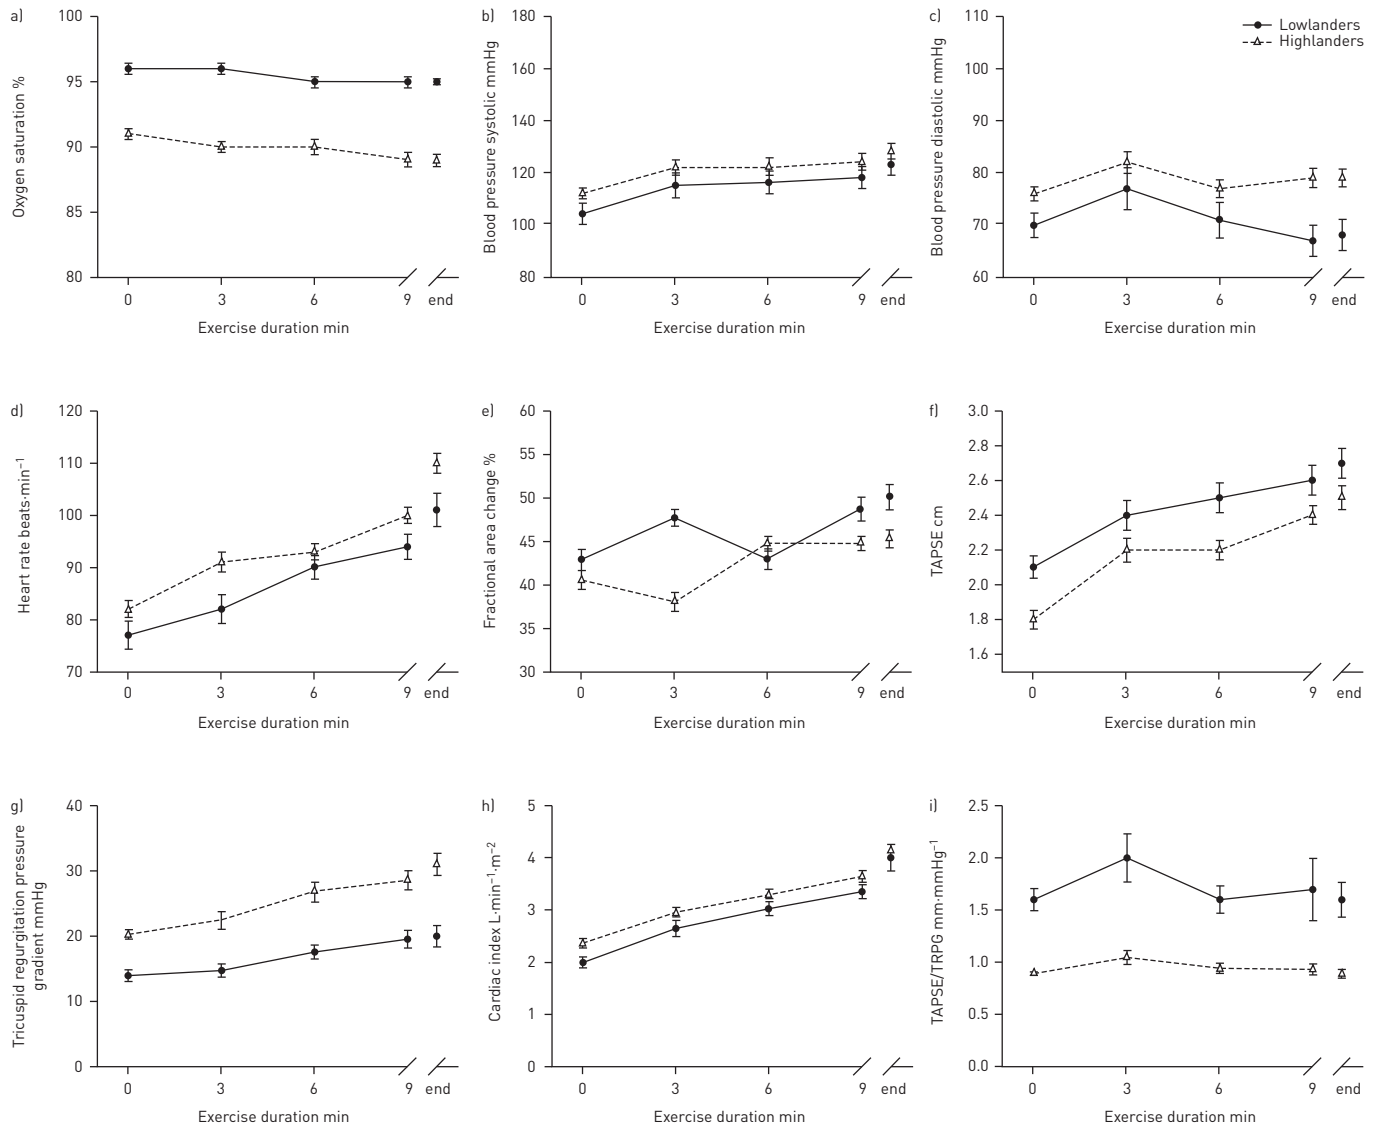 a)
100
95
90
85
80
Oxygen saturation %
0 3 6 9 end
Exercise duration min
b)
180
160
140
120
100
80
Blood pressure systolic mmHg
0 3 6 9 end
Exercise duration min
c)
110
100
90
80
70
60
Blood pressure diastolic mmHg
Lowlanders
Highlanders
0 3 6 9 end
Exercise duration min
d)
120
110
100
90
80
70
Heart rate beats·min⁻¹
0 3 6 9 end
Exercise duration min
e)
60
55
50
45
40
35
30
Fractional area change %
0 3 6 9 end
Exercise duration min
f)
3.0
2.8
2.6
2.4
2.2
2.0
1.8
1.6
TAPSE cm
0 3 6 9 end
Exercise duration min
g)
40
30
20
10
0
Tricuspid regurgitation pressure
gradient mmHg
0 3 6 9 end
Exercise duration min
h)
5
4
3
2
1
0
Cardiac index L·min⁻¹·m⁻²
0 3 6 9 end
Exercise duration min
i)
2.5
2.0
1.5
1.0
0.5
0.0
TAPSE/TRPG mm·mmHg⁻¹
0 3 6 9 end
Exercise duration min